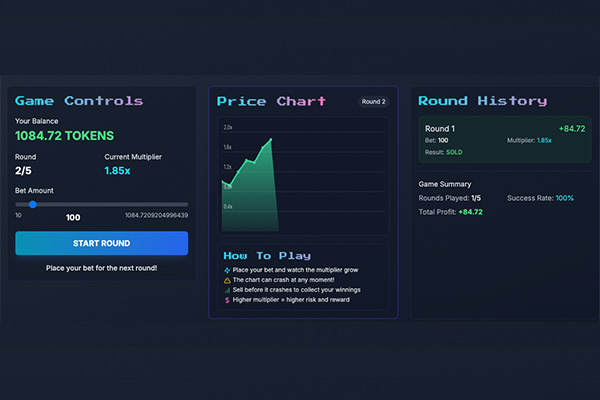 Game Controls
Your Balance
1084.72 TOKENS
Round
Current Multiplier
2/5
1.85x
Bet Amount
10
100
1084.7209204996439
START ROUND
Place your bet for the next round!
Price Chart
Round 2
2.0x
1.6x
1.2x
0.8x
0.4x
How To Play
Place your bet and watch the multiplier grow
The chart can crash at any moment!
Sell before it crashes to collect your winnings
Higher multiplier = higher risk and reward
Round History
Round 1
+84.72
Bet: 100
Multiplier: 1.85x
Result: SOLD
Game Summary
Rounds Played: 1/5
Success Rate: 100%
Total Profit: +84.72